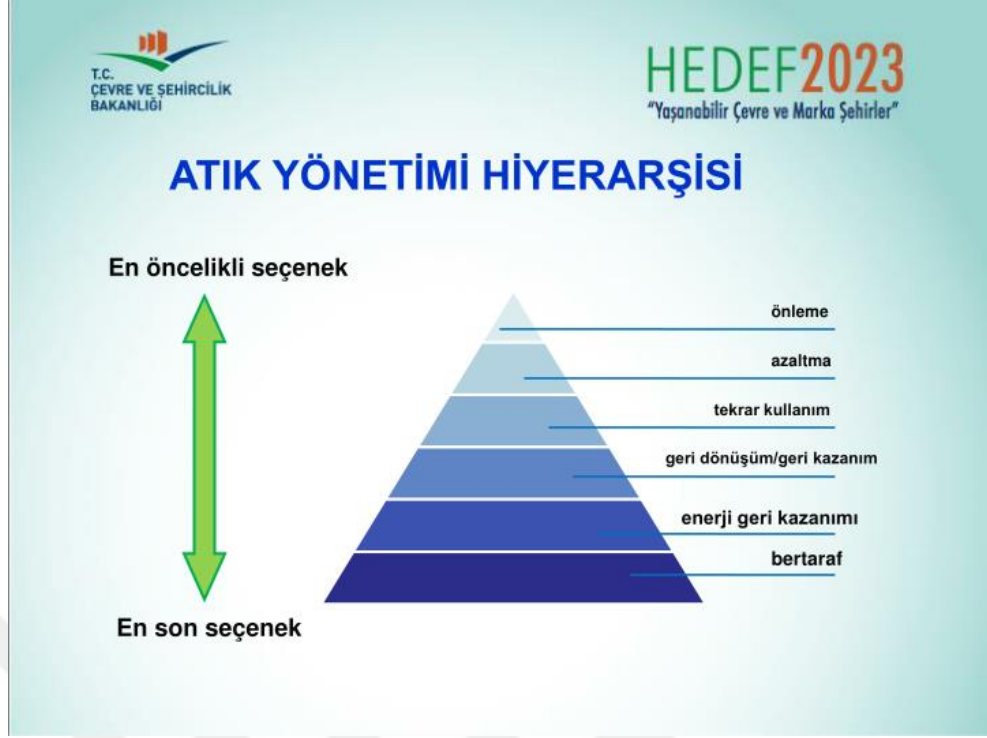 T.C.
ÇEVRE VE ŞEHİRCİLİK
BAKANLIĞI
HEDEF2023
“Yaşanabilir Çevre ve Marka Şehirler”
ATIK YÖNETİMİ HİYERARŞİSİ
En öncelikli seçenek
önleme
azaltma
tekrar kullanım
geri dönüşüm/geri kazanım
enerji geri kazanımı
bertaraf
En son seçenek